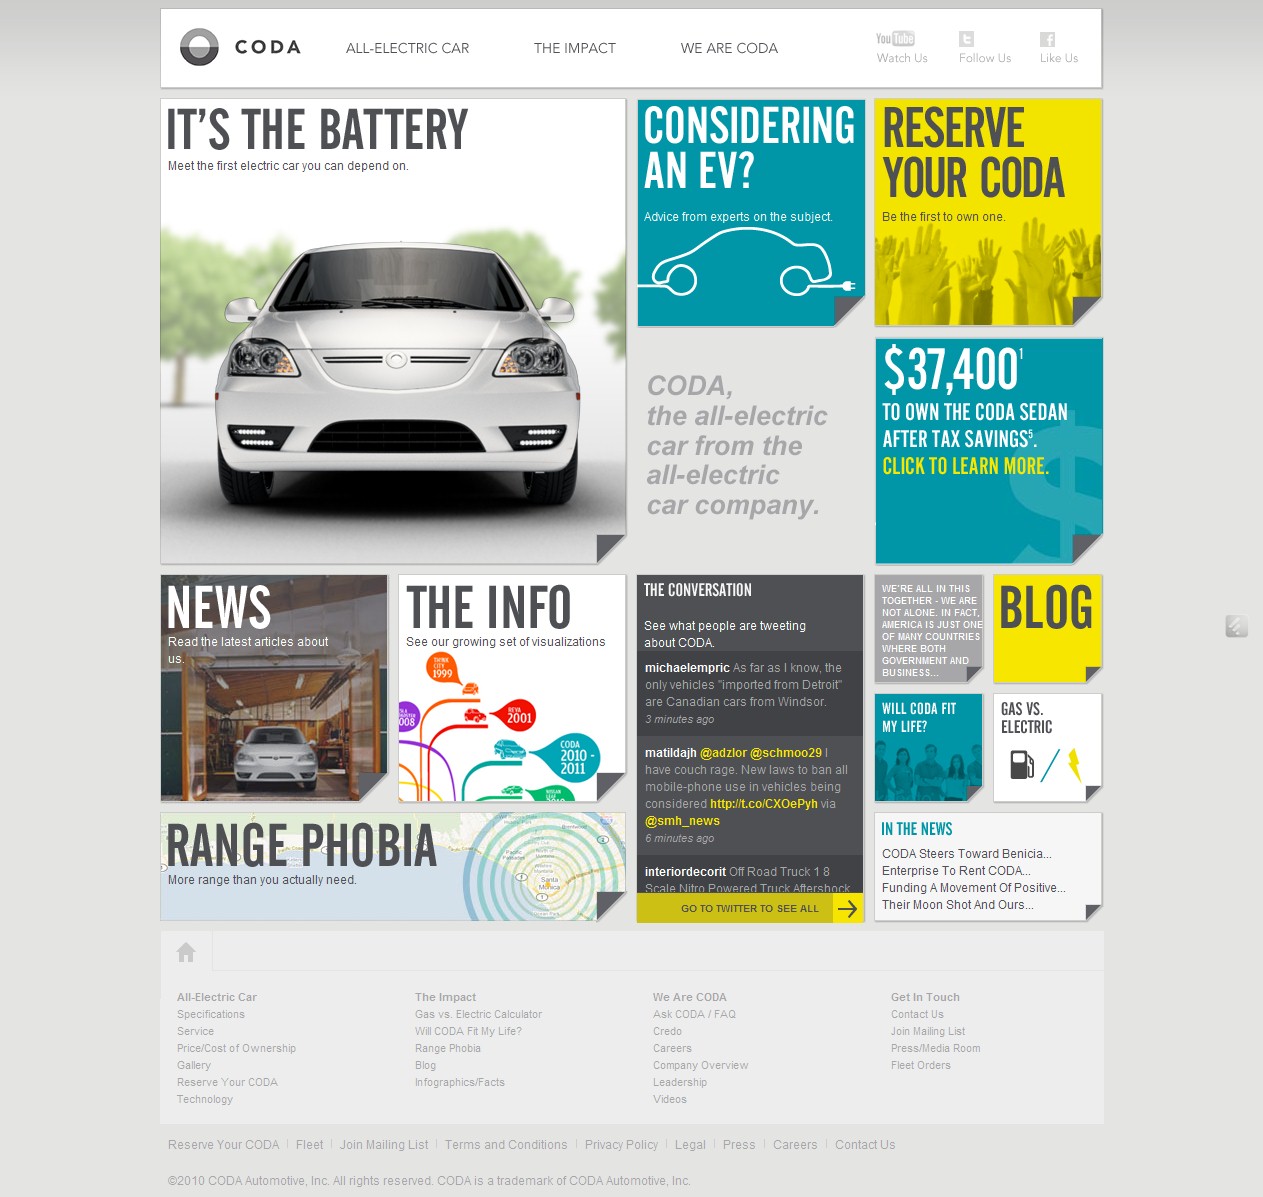 CODA
ALL-ELECTRIC CAR
THE IMPACT
WE ARE CODA
You Tube
Watch Us
Follow Us
Like Us
IT'S THE BATTERY
Meet the first electric car you can depend on.
CONSIDERING
AN EV?
Advice from experts on the subject.
RESERVE
YOUR CODA
Be the first to own one.
CODA,
the all-electric
car from the
all-electric
car company.
$37,400¹
TO OWN THE CODA SEDAN
AFTER TAX SAVINGS⁵.
CLICK TO LEARN MORE.
NEWS
Read the latest articles about
us.
THE INFO
See our growing set of visualizations
THINK
CITY
1999
REVA
2001
2008
CODA
2010 -
2011
NISSAN
LEAF
THE CONVERSATION
See what people are tweeting
about CODA.
michaelempric As far as I know, the
only vehicles "imported from Detroit"
are Canadian cars from Windsor.
3 minutes ago
matildajh @adzlor @schmoo29 I
have couch rage. New laws to ban all
mobile-phone use in vehicles being
considered http://t.co/CXOePyh via
@smh_news
6 minutes ago
interiordecorit Off Road Truck 1 8
Scale Nitro Powered Truck Aftershock
GO TO TWITTER TO SEE ALL
WE'RE ALL IN THIS
TOGETHER - WE ARE
NOT ALONE. IN FACT,
AMERICA IS JUST ONE
OF MANY COUNTRIES
WHERE BOTH
GOVERNMENT AND
BUSINESS...
BLOG
WILL CODA FIT
MY LIFE?
GAS VS.
ELECTRIC
RANGE PHOBIA
More range than you actually need.
Santa
Monica
IN THE NEWS
CODA Steers Toward Benicia...
Enterprise To Rent CODA...
Funding A Movement Of Positive...
Their Moon Shot And Ours...
All-Electric Car
Specifications
Service
Price/Cost of Ownership
Gallery
Reserve Your CODA
Technology
The Impact
Gas vs. Electric Calculator
Will CODA Fit My Life?
Range Phobia
Blog
Infographics/Facts
We Are CODA
Ask CODA / FAQ
Credo
Careers
Company Overview
Leadership
Videos
Get In Touch
Contact Us
Join Mailing List
Press/Media Room
Fleet Orders
Reserve Your CODA | Fleet | Join Mailing List | Terms and Conditions | Privacy Policy | Legal | Press | Careers | Contact Us
©2010 CODA Automotive, Inc. All rights reserved. CODA is a trademark of CODA Automotive, Inc.